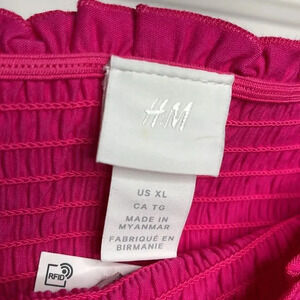 H&M
US XL
CA TG
MADE IN
MYANMAR
FABRIQUÉ EN
BIRMANIE
RFID